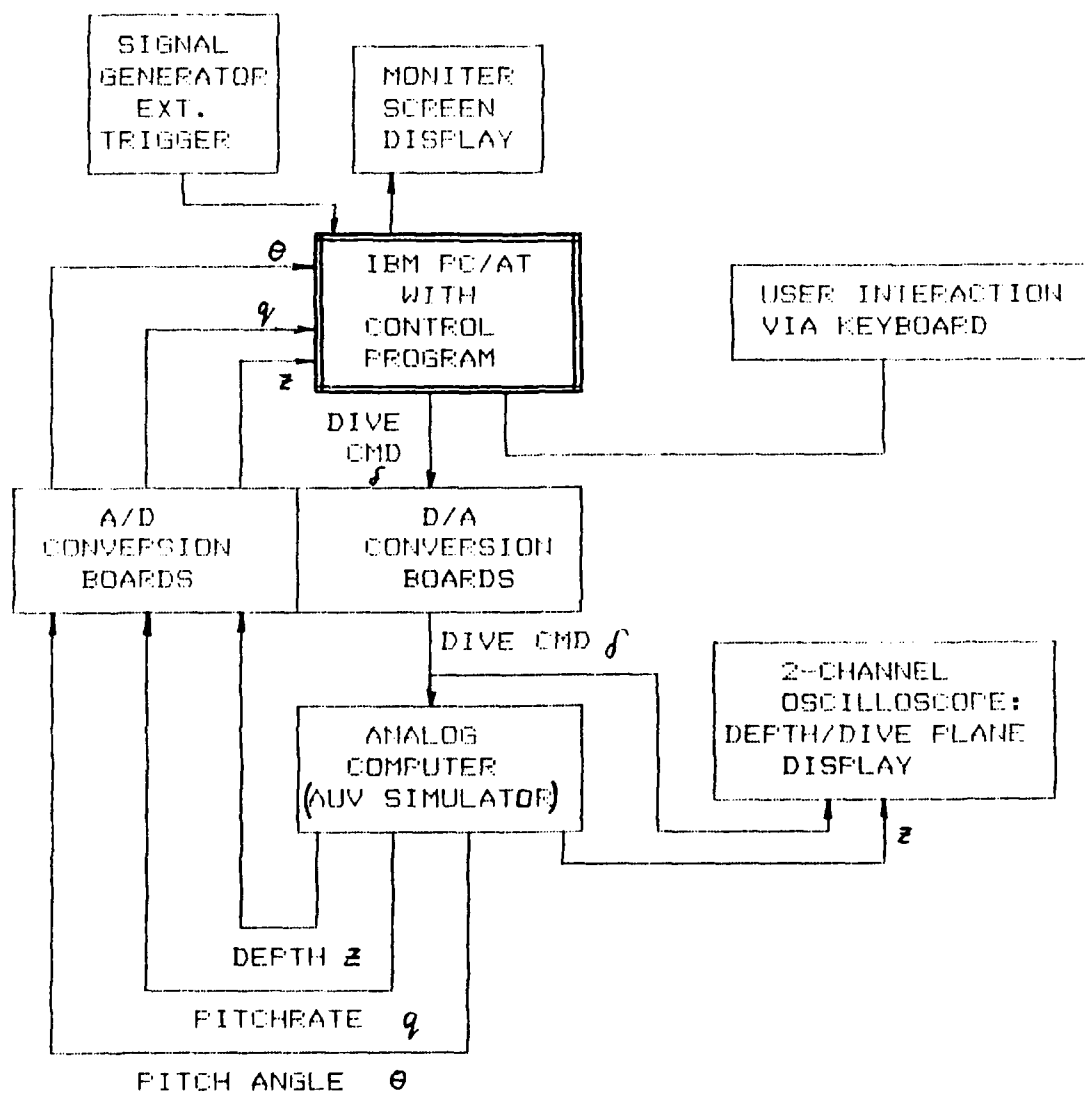 SIGNAL
GENERATOR
EXT.
TRIGGER
MONITER
SCREEN
DISPLAY
θ
IBM PC/AT
WITH
CONTROL
PROGRAM
q
z
USER INTERACTION
VIA KEYBOARD
DIVE
CMD
δ
A/D
CONVERSION
BOARDS
D/A
CONVERSION
BOARDS
DIVE CMD δ
2-CHANNEL
OSCILLOSCOPE:
DEPTH/DIVE PLANE
DISPLAY
ANALOG
COMPUTER
(AUV SIMULATOR)
z
DEPTH z
PITCHRATE q
PITCH ANGLE θ